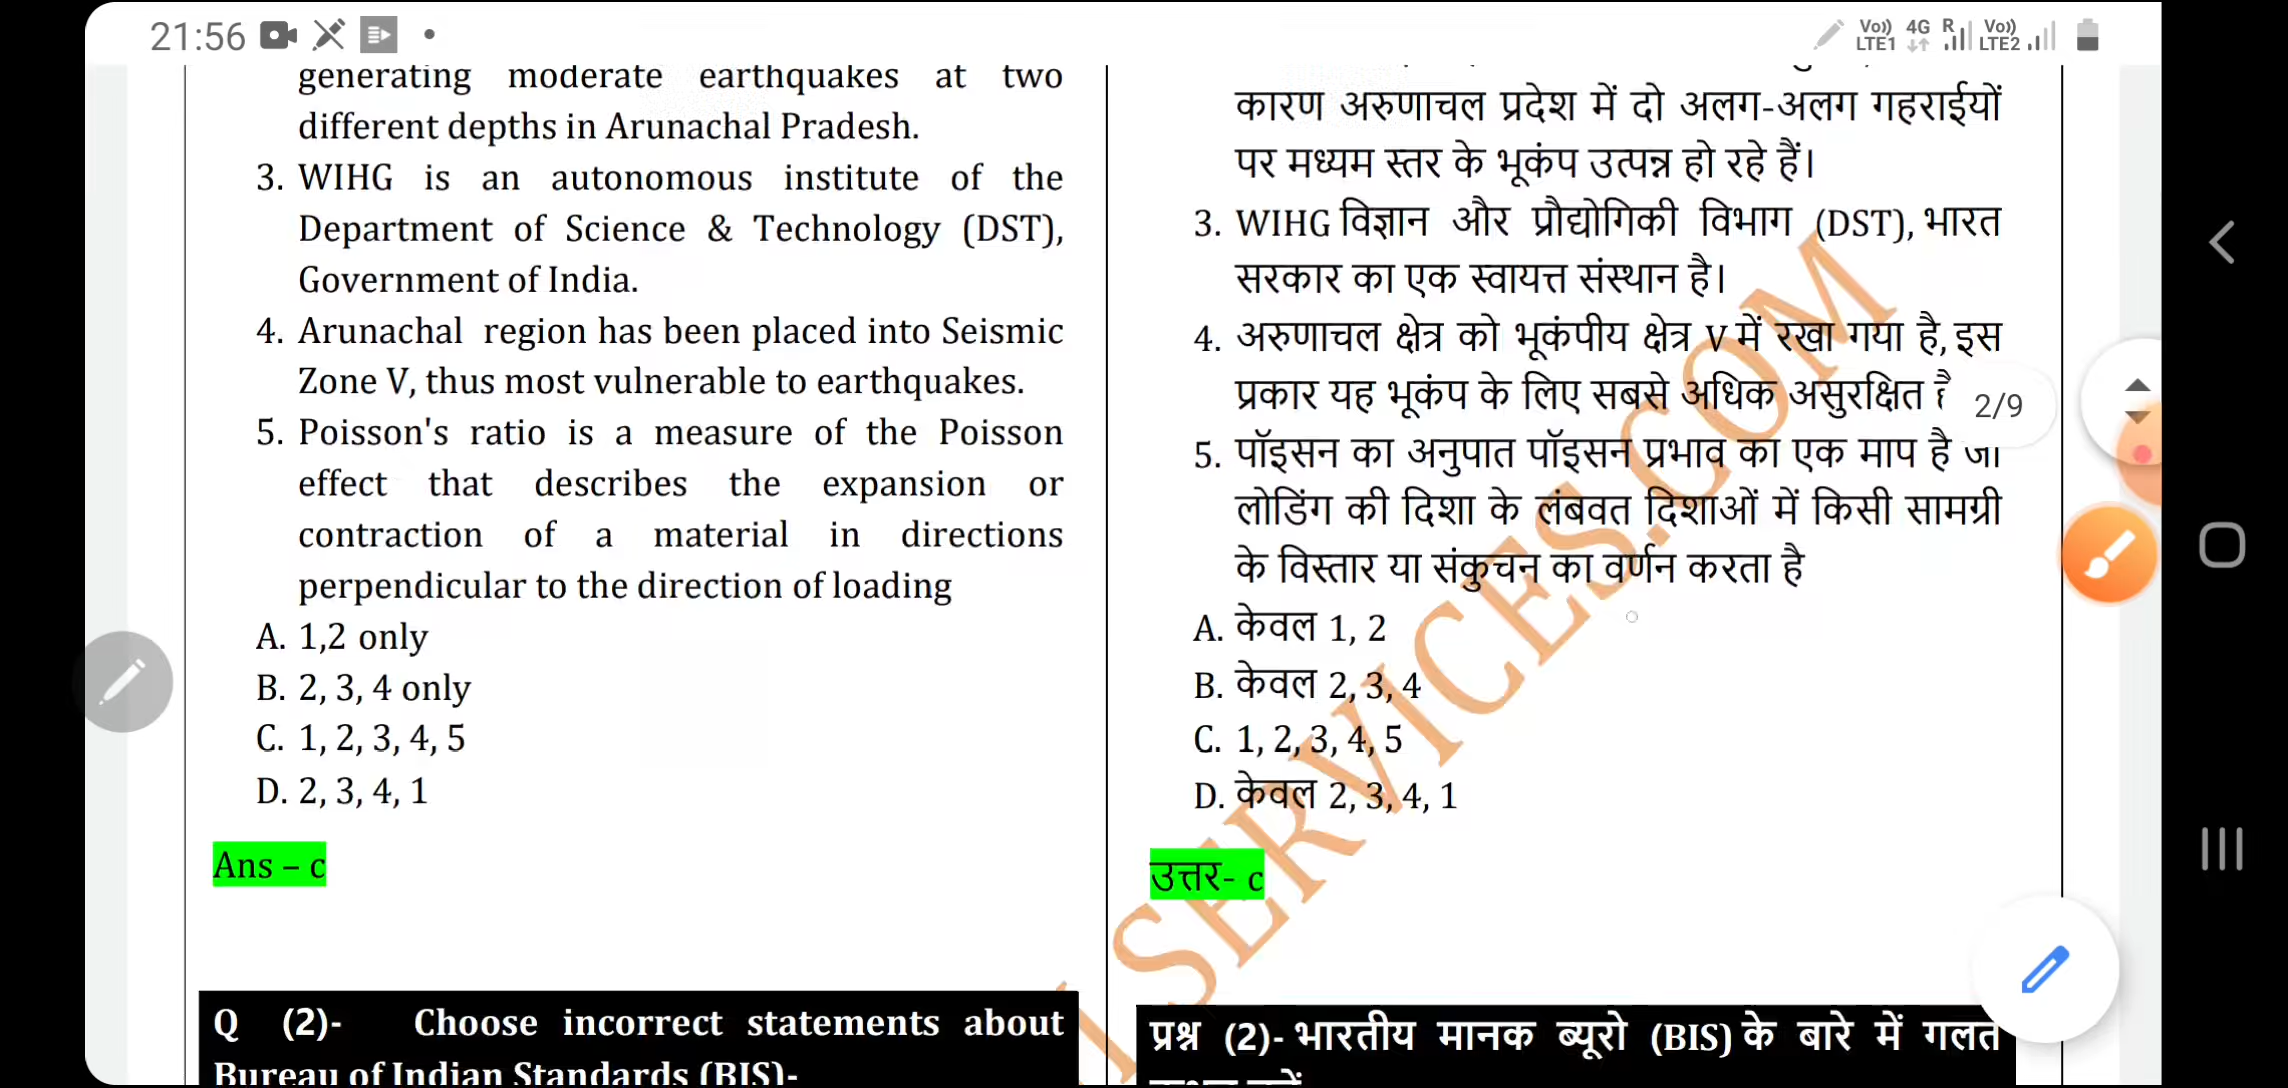 21:56
Vo)) LTE1 4G R Vo)) LTE2
generating moderate earthquakes at two
different depths in Arunachal Pradesh.
3. WIHG is an autonomous institute of the
Department of Science & Technology (DST),
Government of India.
4. Arunachal region has been placed into Seismic
Zone V, thus most vulnerable to earthquakes.
5. Poisson's ratio is a measure of the Poisson
effect that describes the expansion or
contraction of a material in directions
perpendicular to the direction of loading
A. 1,2 only
B. 2, 3, 4 only
C. 1, 2, 3, 4, 5
D. 2, 3, 4, 1
Ans – c
Q (2)- Choose incorrect statements about
Bureau of Indian Standards (BIS)-
कारण अरुणाचल प्रदेश में दो अलग-अलग गहराईयों
पर मध्यम स्तर के भूकंप उत्पन्न हो रहे हैं।
3. WIHG विज्ञान और प्रौद्योगिकी विभाग (DST), भारत
सरकार का एक स्वायत्त संस्थान है।
4. अरुणाचल क्षेत्र को भूकंपीय क्षेत्र V में रखा गया है, इस
प्रकार यह भूकंप के लिए सबसे अधिक असुरक्षित है
5. पॉइसन का अनुपात पॉइसन प्रभाव का एक माप है जो
लोडिंग की दिशा के लंबवत दिशाओं में किसी सामग्री
के विस्तार या संकुचन का वर्णन करता है
A. केवल 1, 2
B. केवल 2, 3, 4
C. 1, 2, 3, 4, 5
D. केवल 2, 3, 4, 1
उत्तर- c
प्रश्न (2)- भारतीय मानक ब्यूरो (BIS) के बारे में गलत
2/9
SERVICES.COM